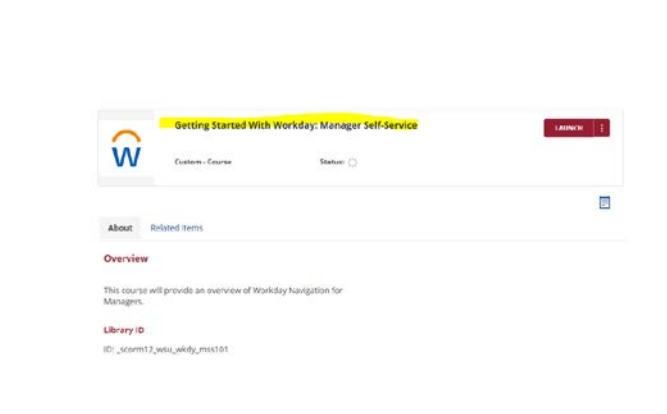 Getting Started With Workday: Manager Self-Service
LAUNCH
W
Custom - Course
Status:
About
Related Items
Overview
This course will provide an overview of Workday Navigation for
Managers.
Library ID
ID: _scorm12_wsu_wkdy_mss101